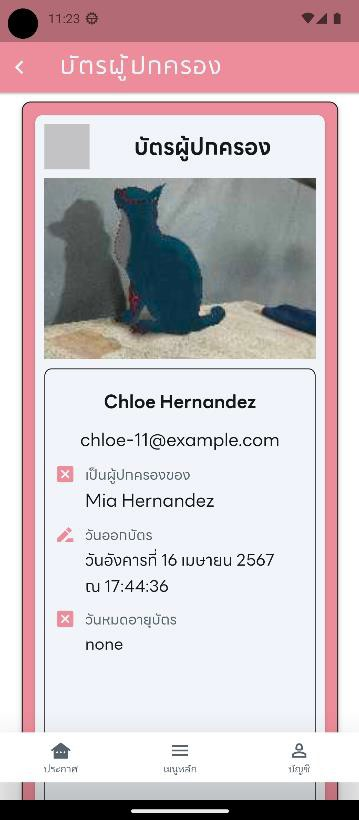 11:23
บัตรผู้ปกครอง
บัตรผู้ปกครอง
Chloe Hernandez
chloe-11@example.com
เป็นผู้ปกครองของ
Mia Hernandez
วันออกบัตร
วันอังคารที่ 16 เมษายน 2567
ณ 17:44:36
วันหมดอายุบัตร
none
ประกาศ
เมนูหลัก
บัญชี